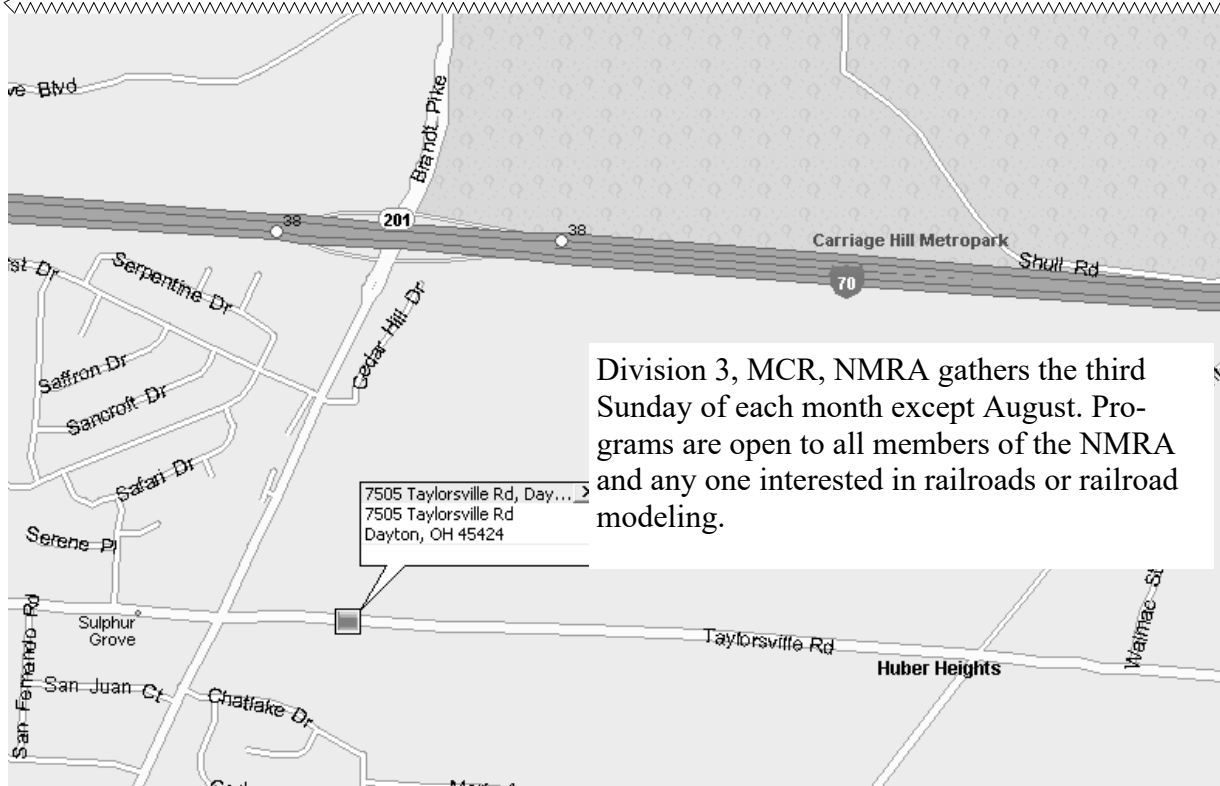 ve Blvd
Brandt Pike
38
201
38
Carriage Hill Metropark
Shull Rd
70
rst Dr
Serpentine Dr
Cedar Hill Dr
Saffron Dr
Sancroft Dr
Safari Dr
Serene Pl
Division 3, MCR, NMRA gathers the third
Sunday of each month except August. Pro-
grams are open to all members of the NMRA
and any one interested in railroads or railroad
modeling.
7505 Taylorsville Rd, Day...
7505 Taylorsville Rd
Dayton, OH 45424
Sulphur
Grove
San Fernando Rd
Taylorsville Rd
Huber Heights
San Juan Ct
Chatlake Dr